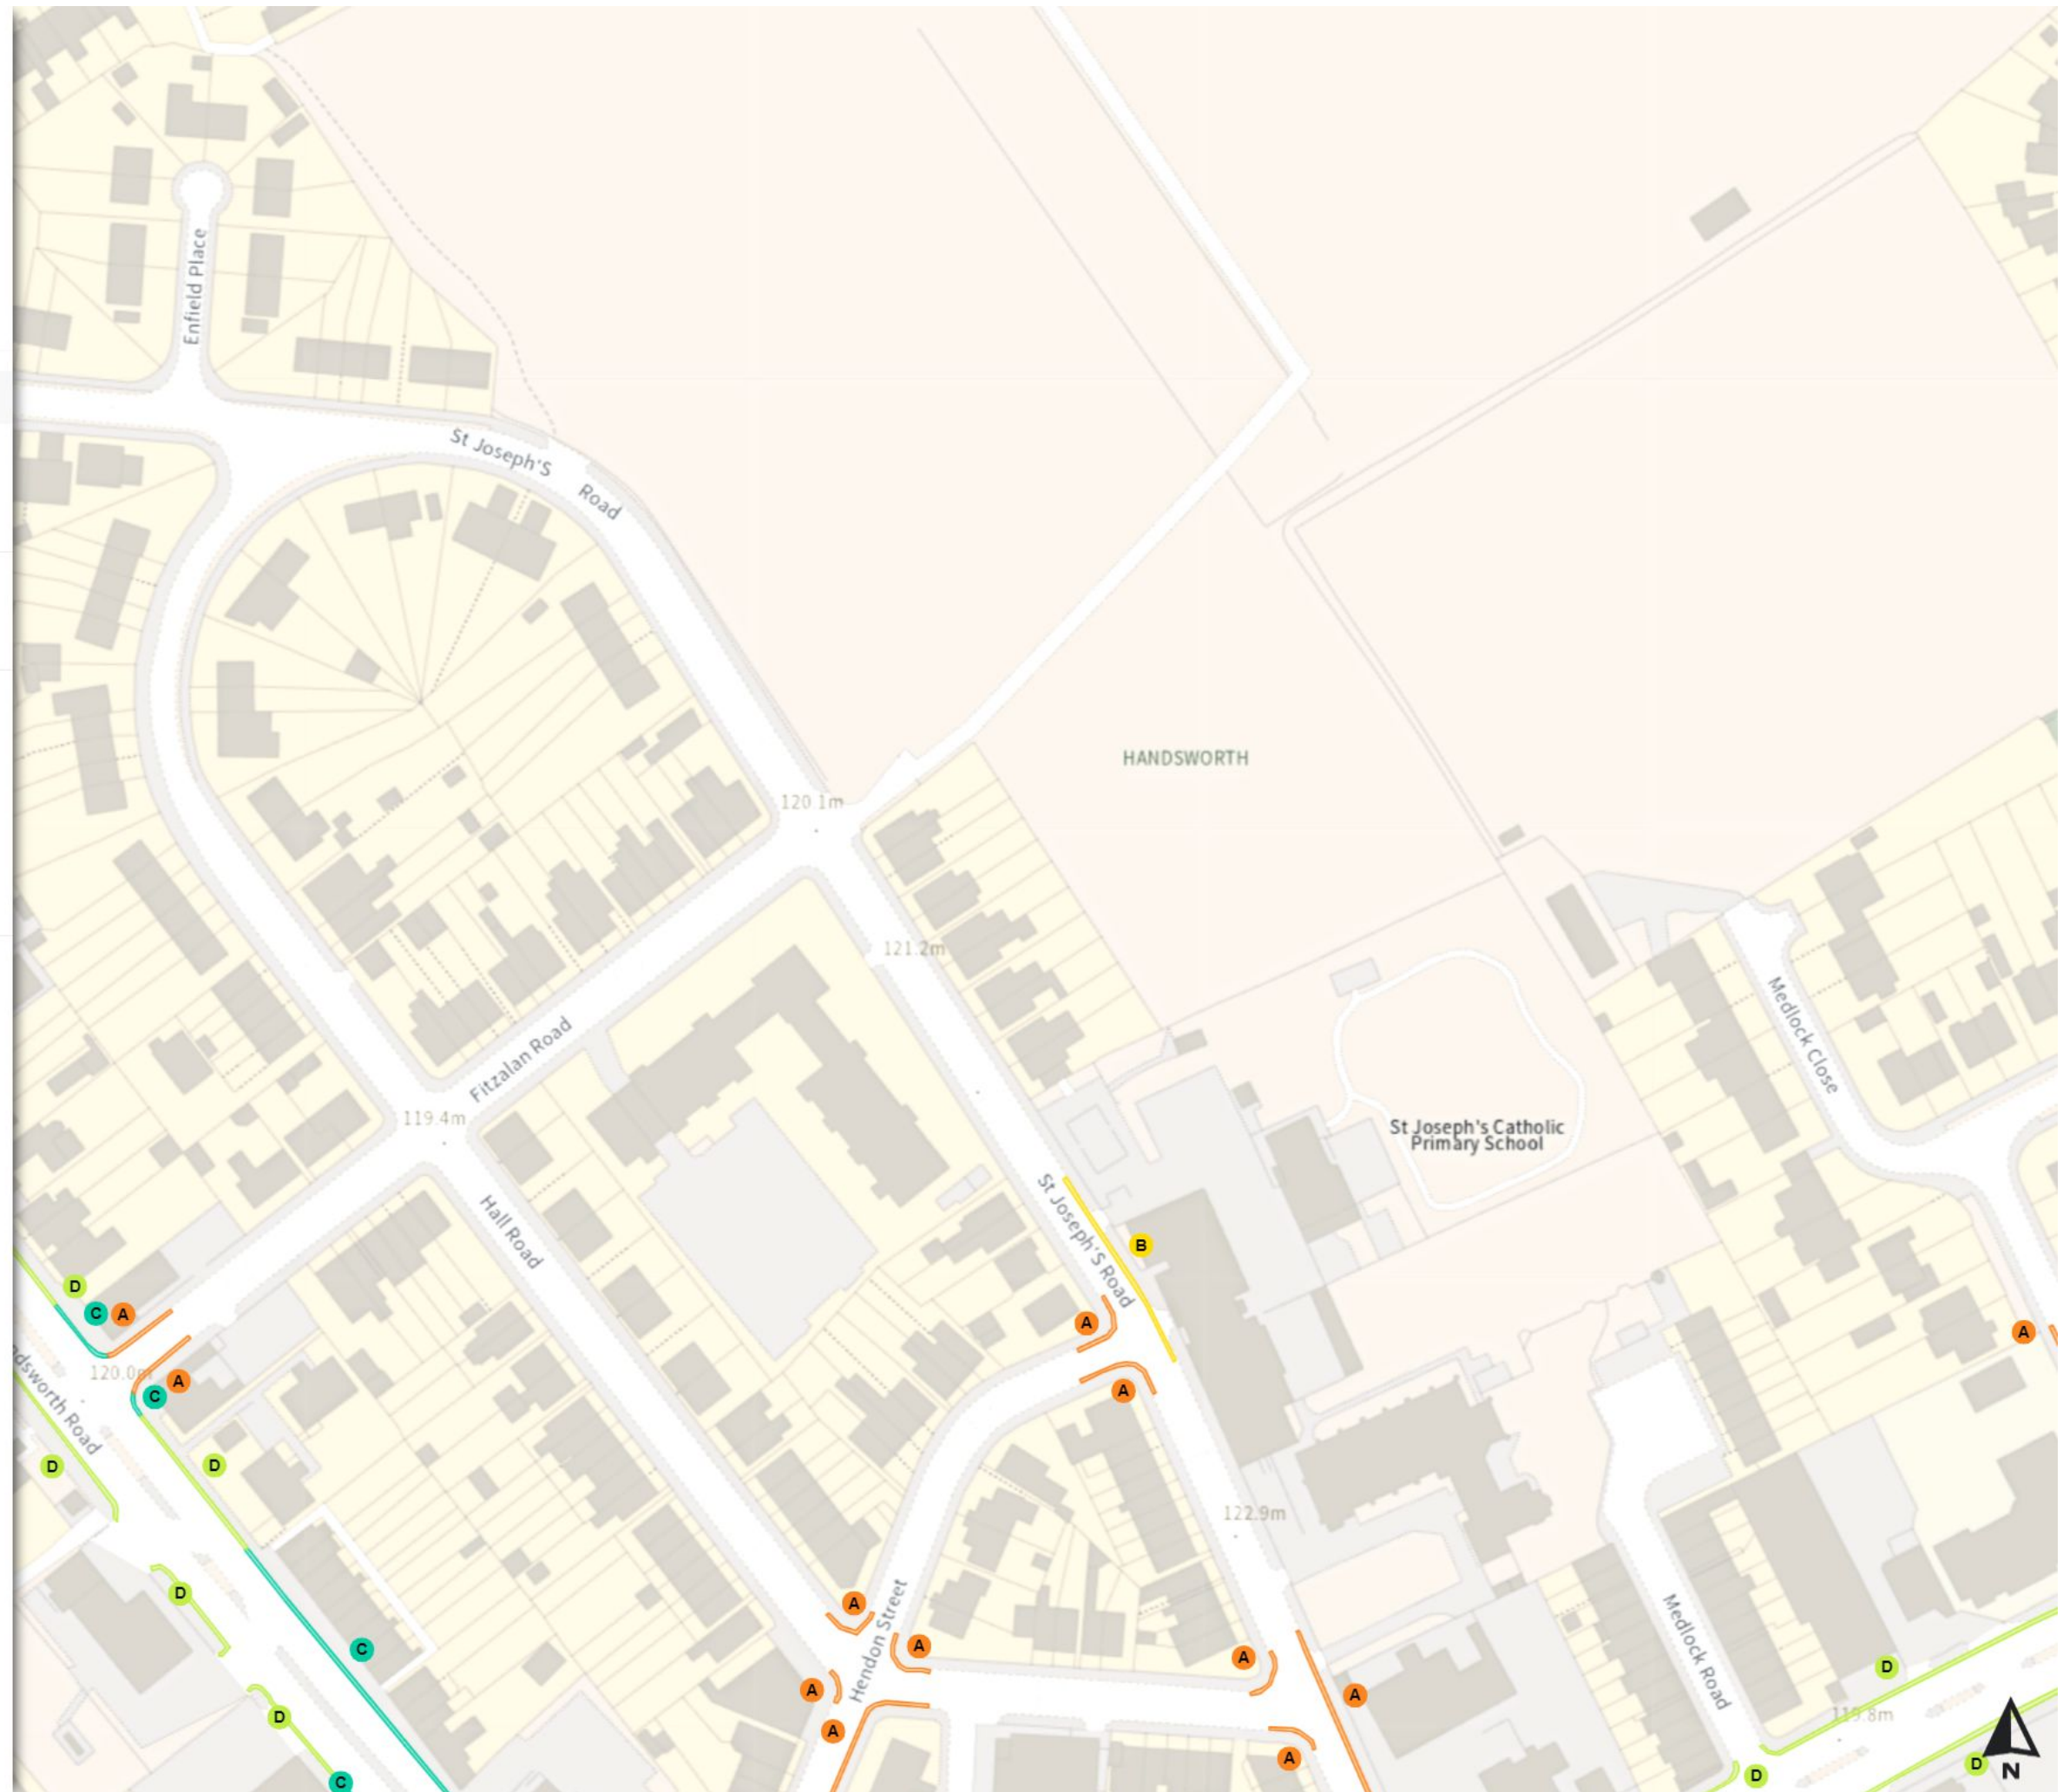 Enfield Place
St Joseph'S
Road
HANDSWORTH
120.1m
121.2m
Medlock Close
Fitzalan Road
119.4m
St Joseph's Catholic
Primary School
Hall Road
St Joseph'S Road
B
D
C
A
A
A
120.0m
C
A
A
dsworth Road
D
D
122.9m
D
C
A
A
A
Hendon Street
A
A
A
A
Medlock Road
D
119.8m
D
C
D
D
N